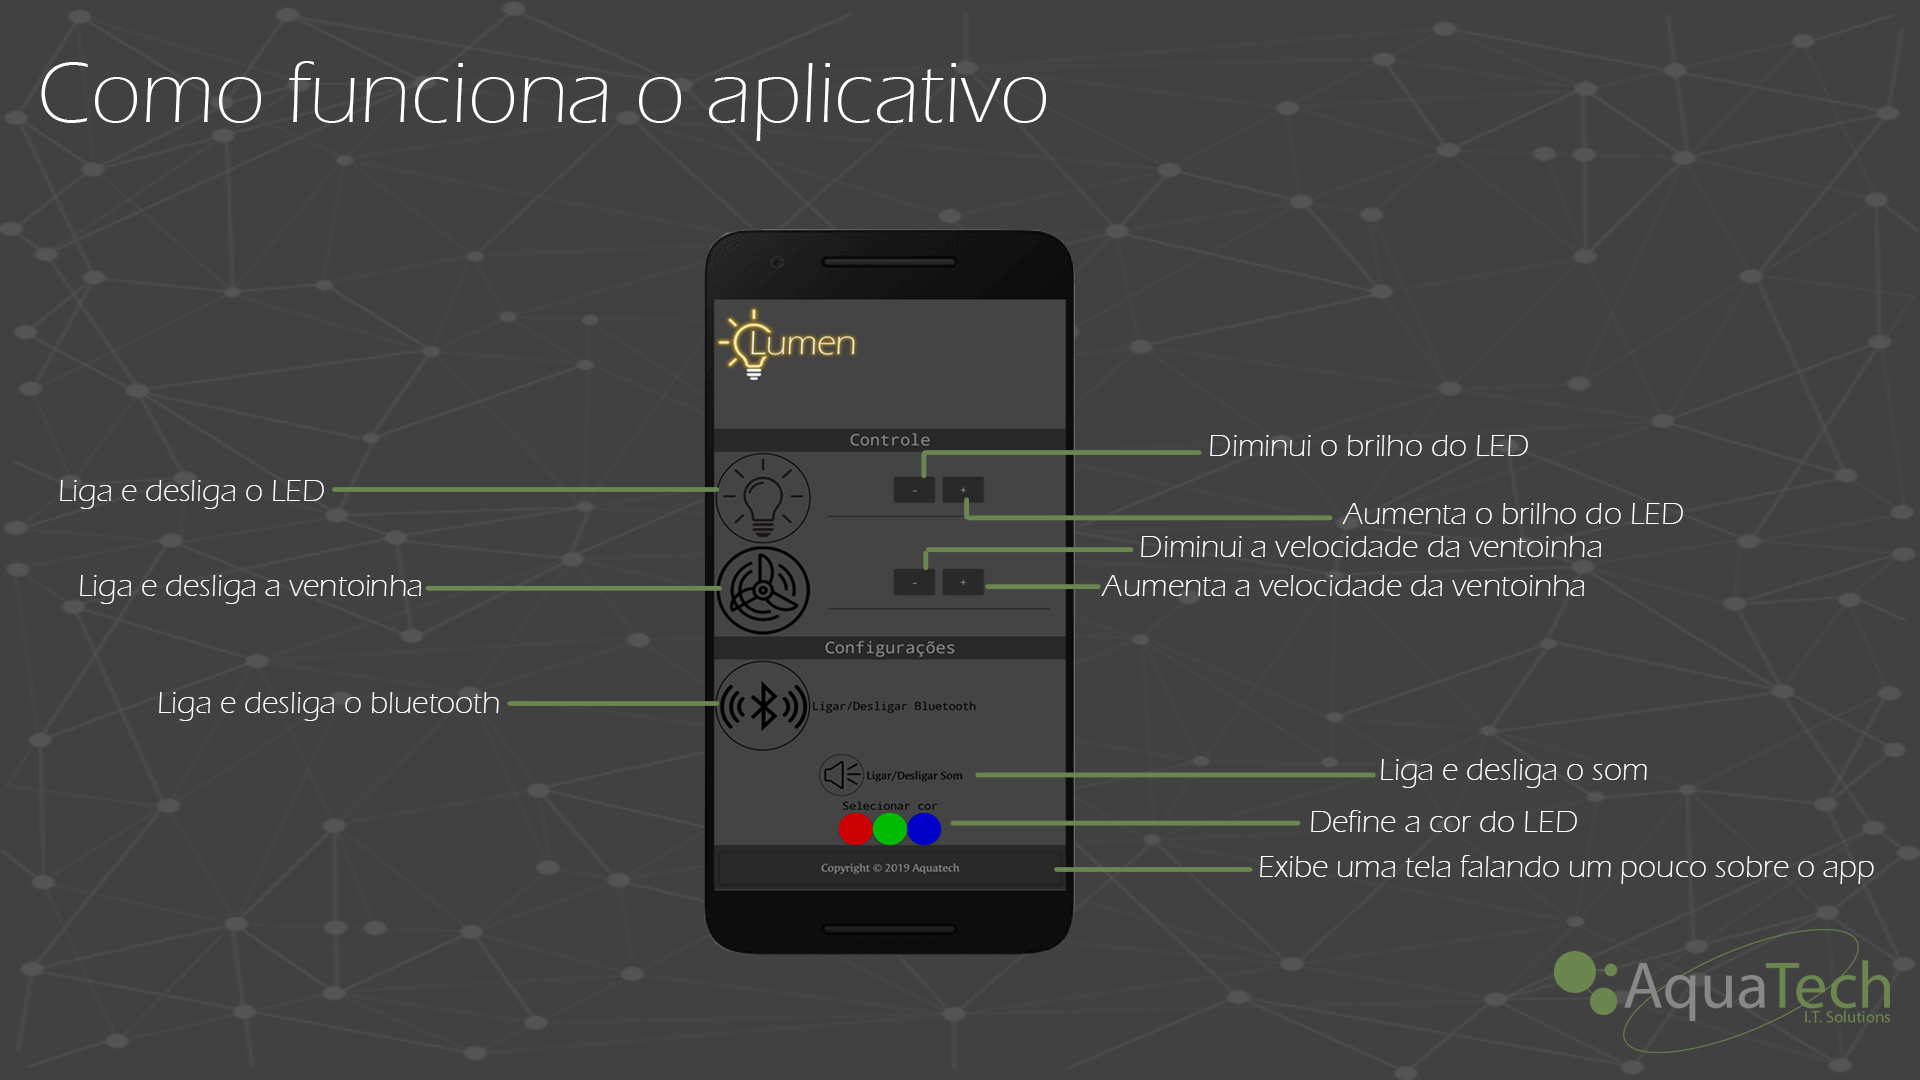 Como funciona o aplicativo
Lumen
Controle
Diminui o brilho do LED
Liga e desliga o LED
-
+
Aumenta o brilho do LED
Diminui a velocidade da ventoinha
Liga e desliga a ventoinha
-
+
Aumenta a velocidade da ventoinha
Configurações
Liga e desliga o bluetooth
Ligar/Desligar Bluetooth
Ligar/Desligar Som
Liga e desliga o som
Selecionar cor
Define a cor do LED
Copyright © 2019 Aquatech
Exibe uma tela falando um pouco sobre o app
AquaTech
I.T. Solutions